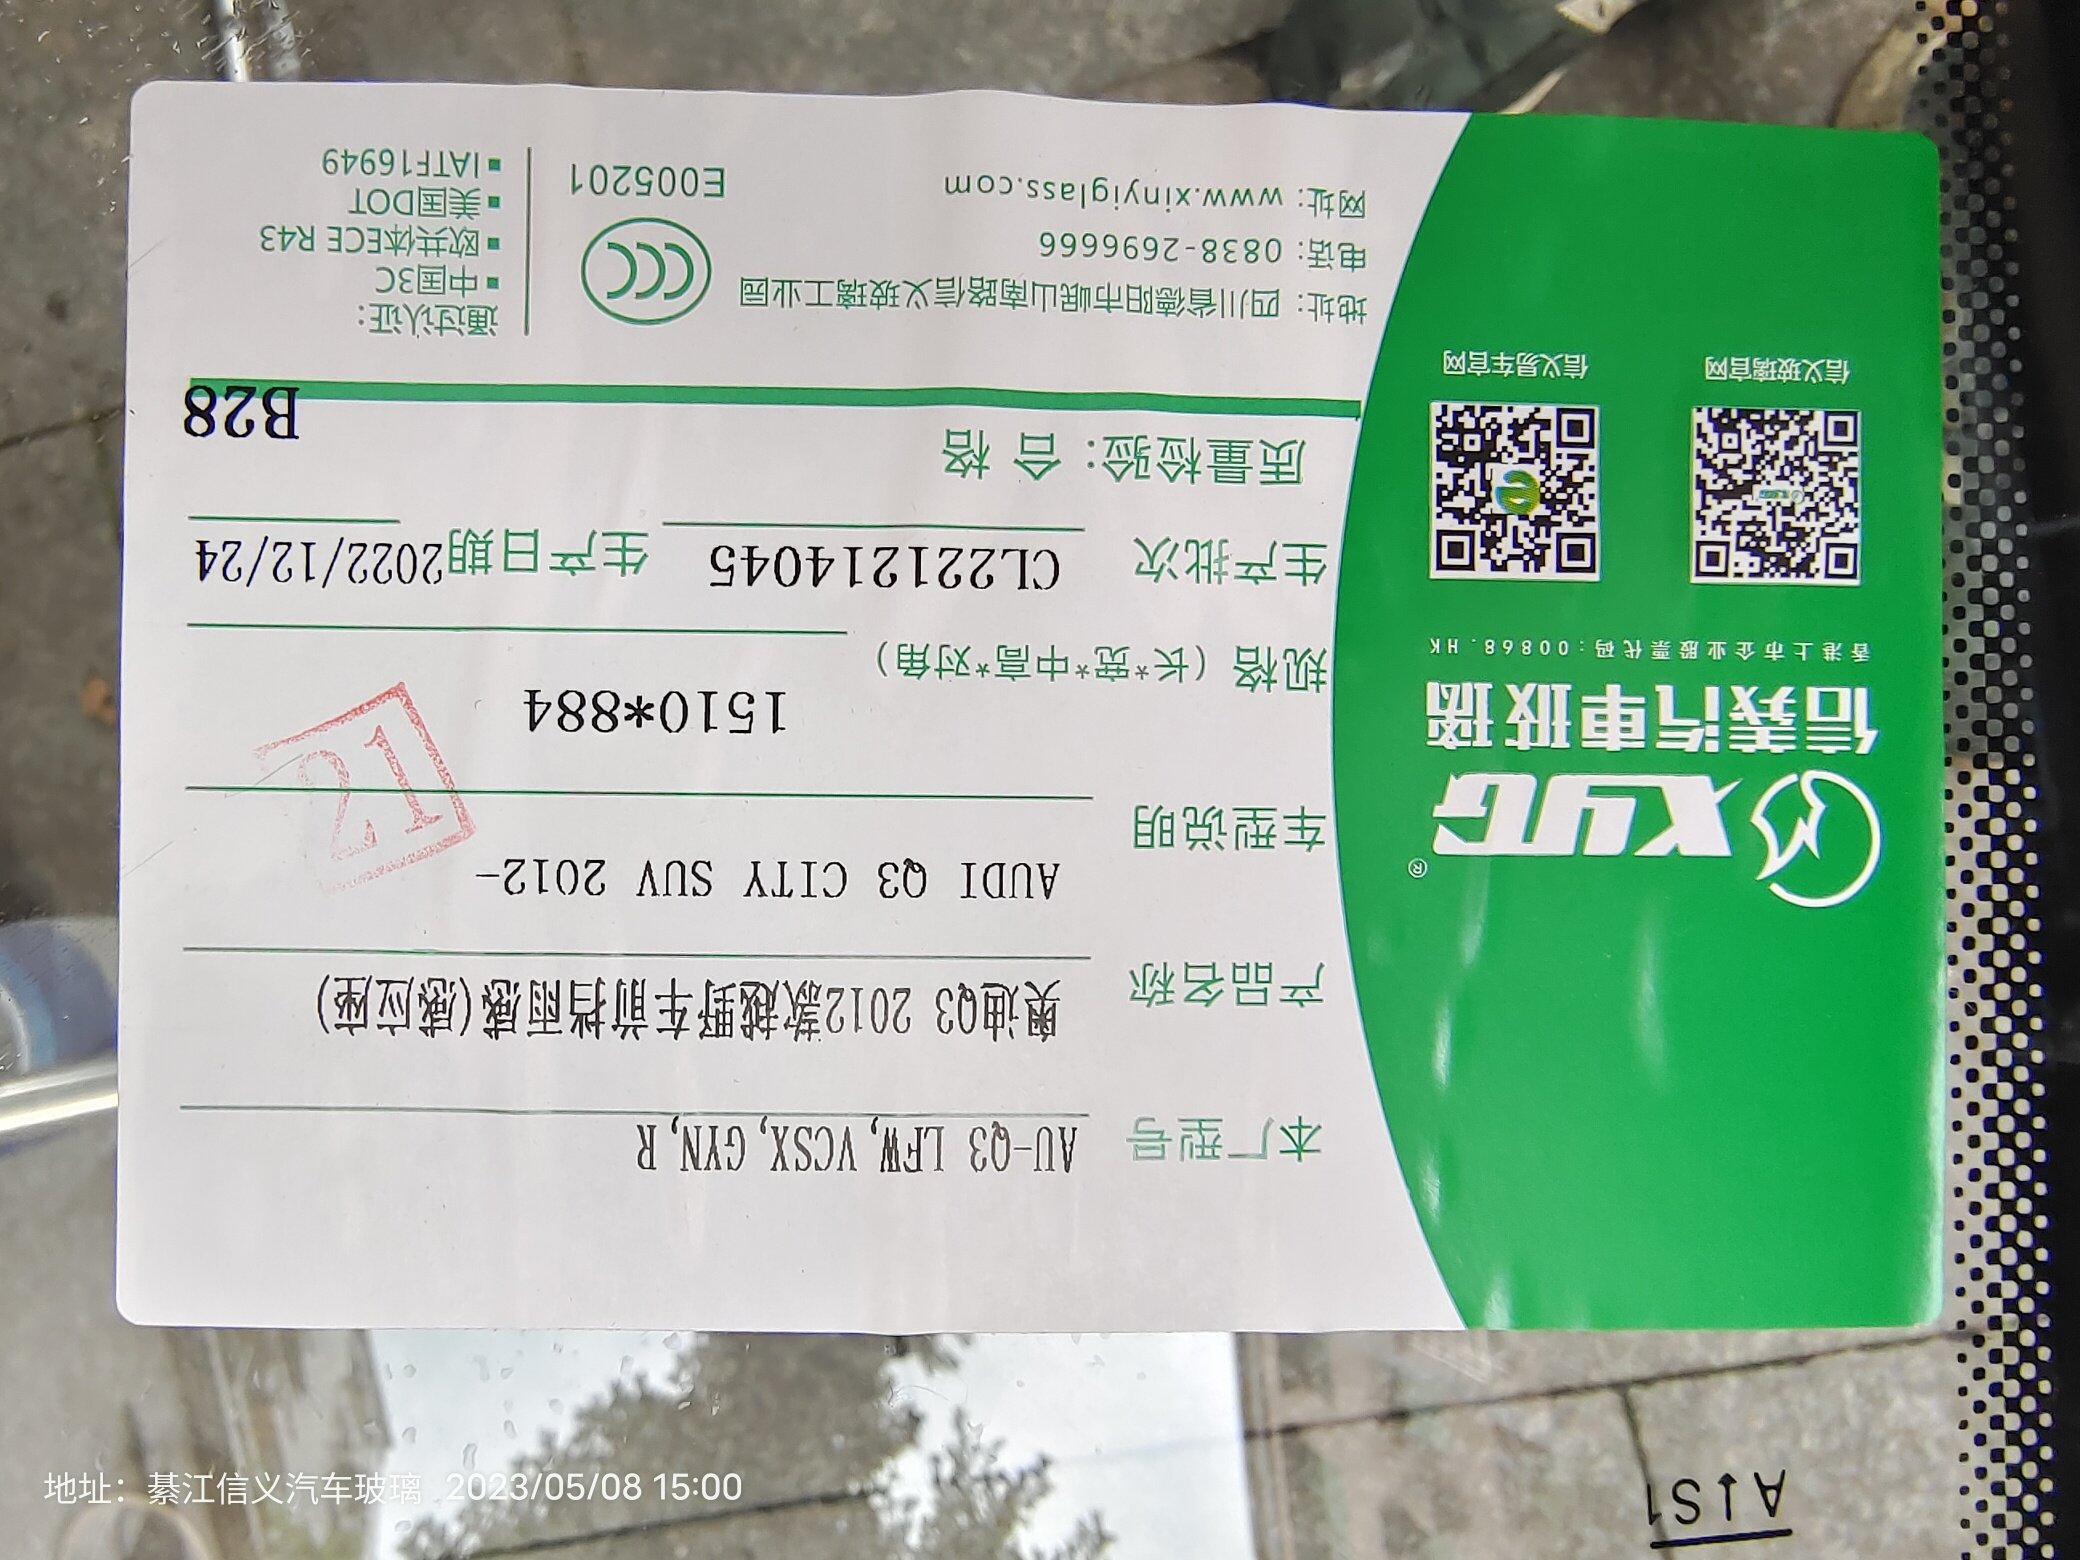 XYG®
信義汽車玻璃
香港上市企业股票代码:00868.HK
信义玻璃官网
信义易车官网
本厂型号 AU-Q3 LFW,VCSX,GYN,R
产品名称 奥迪Q3 2012款越野车前挡雨感(感应座)
车型说明 AUDI Q3 CITY SUV 2012-
规格（长*宽*中高*对角） 1510*884
21
生产批次 CL221214045 生产日期 2022/12/24
质量检验：合 格
B28
地址：四川省德阳市岷山南路信义玻璃工业园
电话：0838-2696666
网址：www.xinyiglass.com
E005201
通过认证：
▪中国3C
▪欧共体ECE R43
▪美国DOT
▪IATF16949
A↑S1
地址：綦江信义汽车玻璃 2023/05/08 15:00